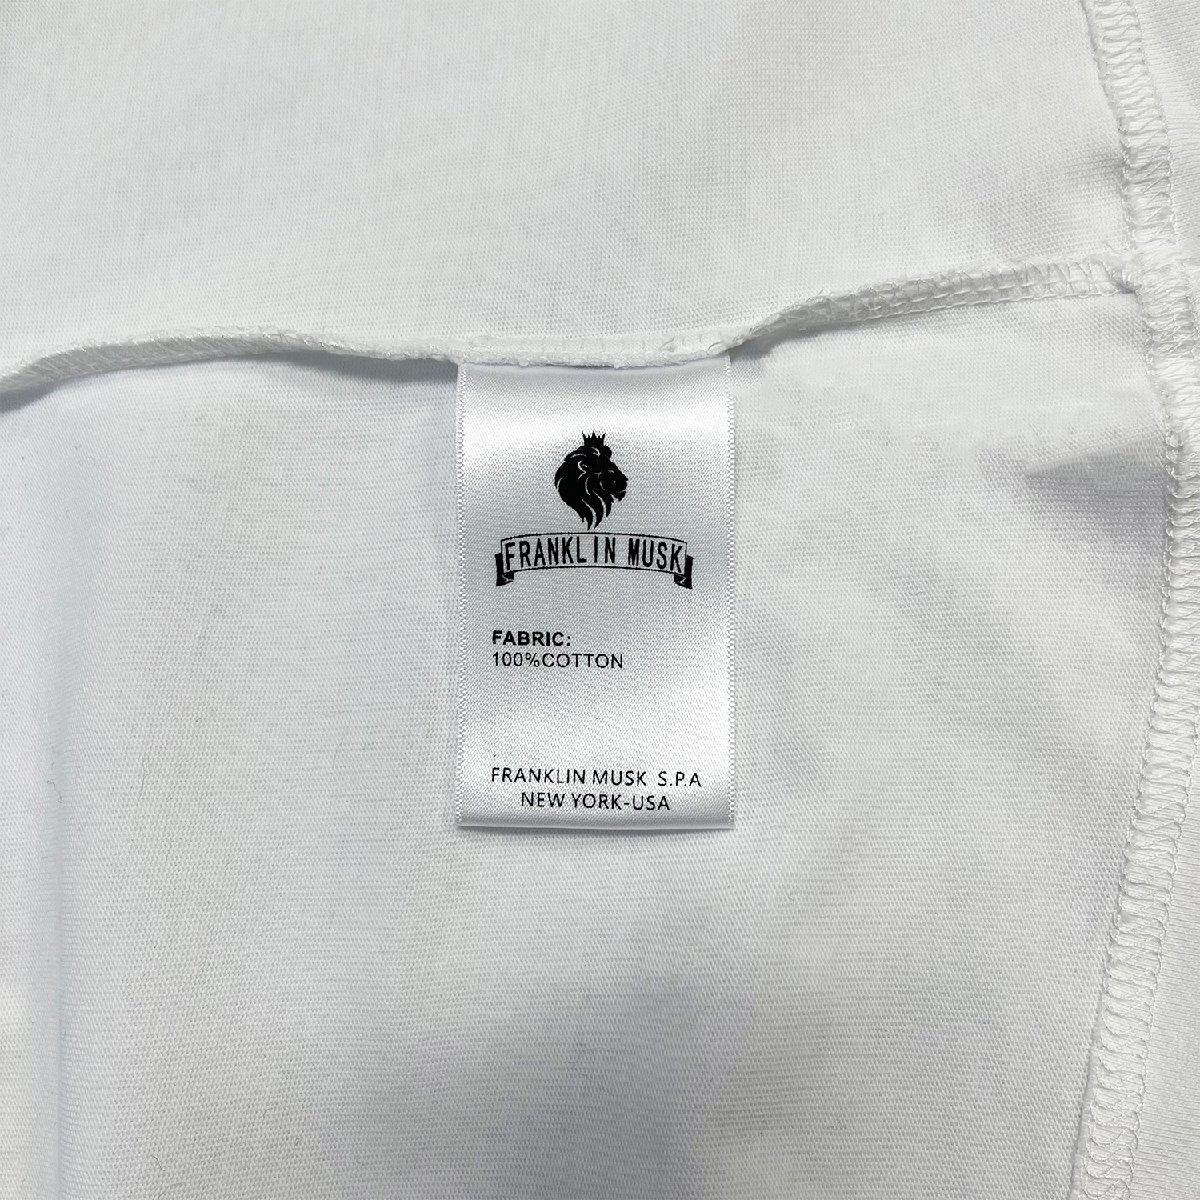 FRANKLIN MUSK
FABRIC:
100%COTTON
FRANKLIN MUSK S.P.A
NEW YORK-USA